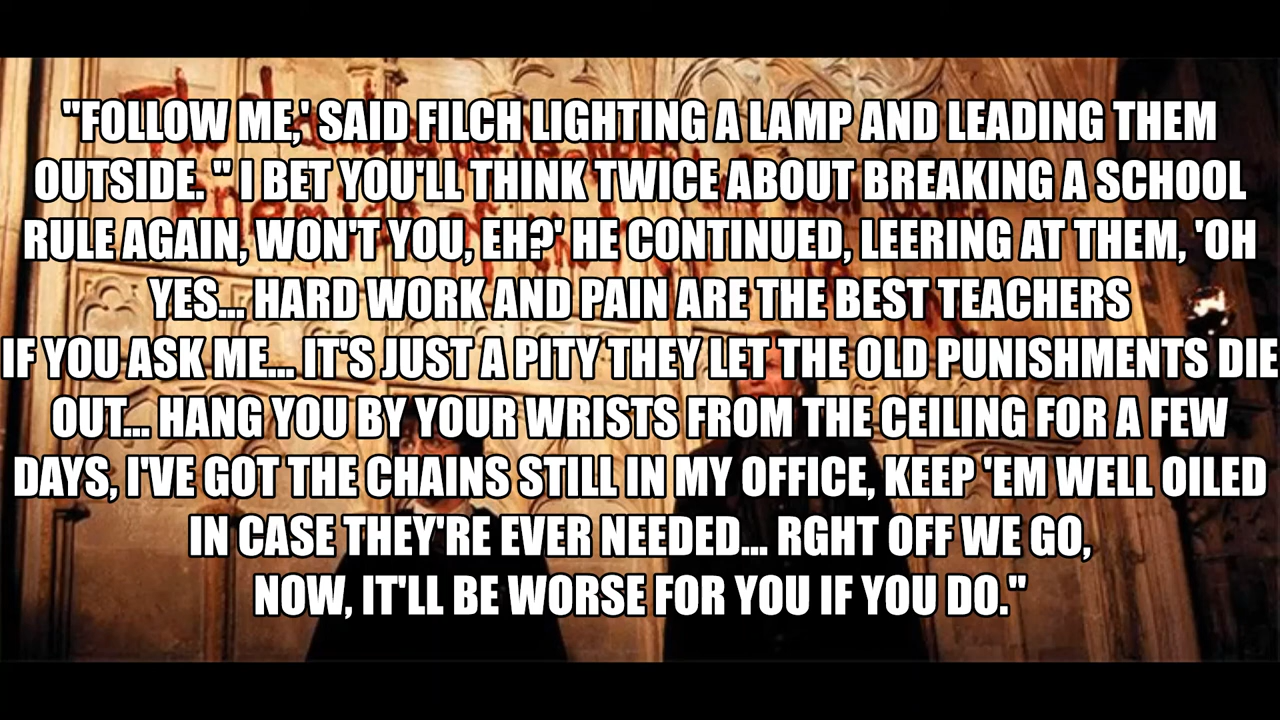 "FOLLOW ME,' SAID FILCH LIGHTING A LAMP AND LEADING THEM
OUTSIDE. " I BET YOU'LL THINK TWICE ABOUT BREAKING A SCHOOL
RULE AGAIN, WON'T YOU, EH?' HE CONTINUED, LEERING AT THEM, 'OH
YES... HARD WORK AND PAIN ARE THE BEST TEACHERS
IF YOU ASK ME... IT'S JUST A PITY THEY LET THE OLD PUNISHMENTS DIE
OUT... HANG YOU BY YOUR WRISTS FROM THE CEILING FOR A FEW
DAYS, I'VE GOT THE CHAINS STILL IN MY OFFICE, KEEP 'EM WELL OILED
IN CASE THEY'RE EVER NEEDED... RGHT OFF WE GO,
NOW, IT'LL BE WORSE FOR YOU IF YOU DO."